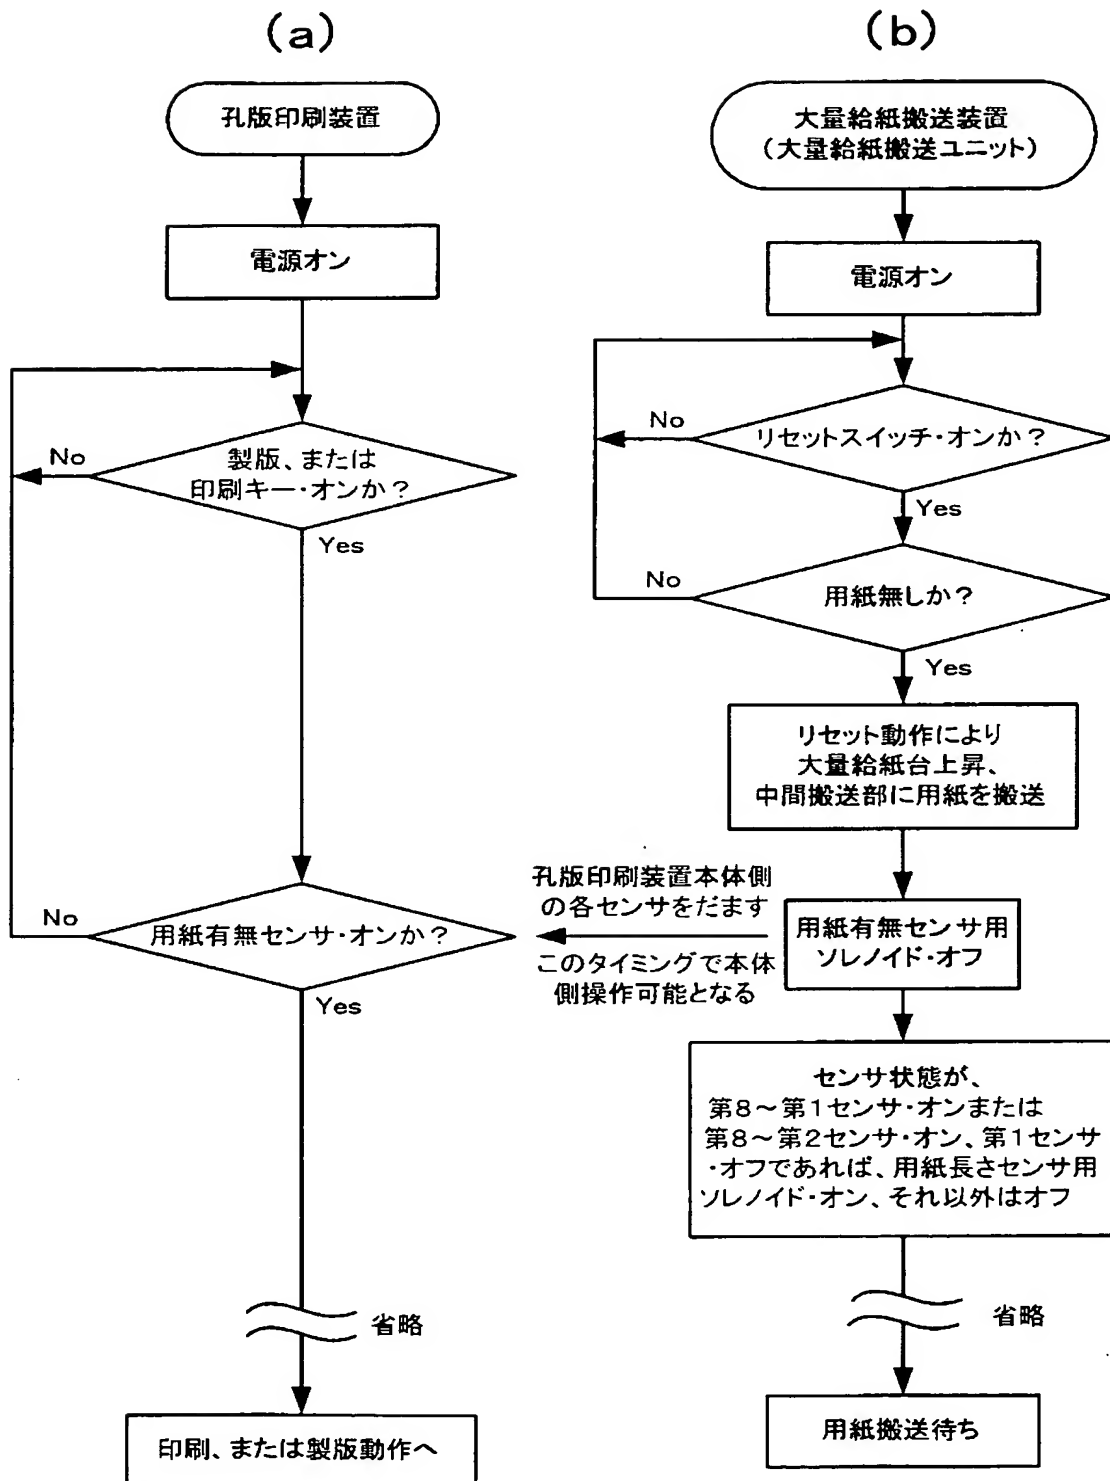 (a)
孔版印刷装置
電源オン
No
製版、または
印刷キー・オンか?
Yes
No
用紙有無センサ・オンか?
Yes
省略
印刷、または製版動作へ
孔版印刷装置本体側
の各センサをだます
このタイミングで本体
側操作可能となる
(b)
大量給紙搬送装置
(大量給紙搬送ユニット)
電源オン
No
リセットスイッチ・オンか?
Yes
No
用紙無しか?
Yes
リセット動作により
大量給紙台上昇、
中間搬送部に用紙を搬送
用紙有無センサ用
ソレノイド・オフ
センサ状態が、
第8~第1センサ・オンまたは
第8~第2センサ・オン、第1センサ
・オフであれば、用紙長さセンサ用
ソレノイド・オン、それ以外はオフ
省略
用紙搬送待ち